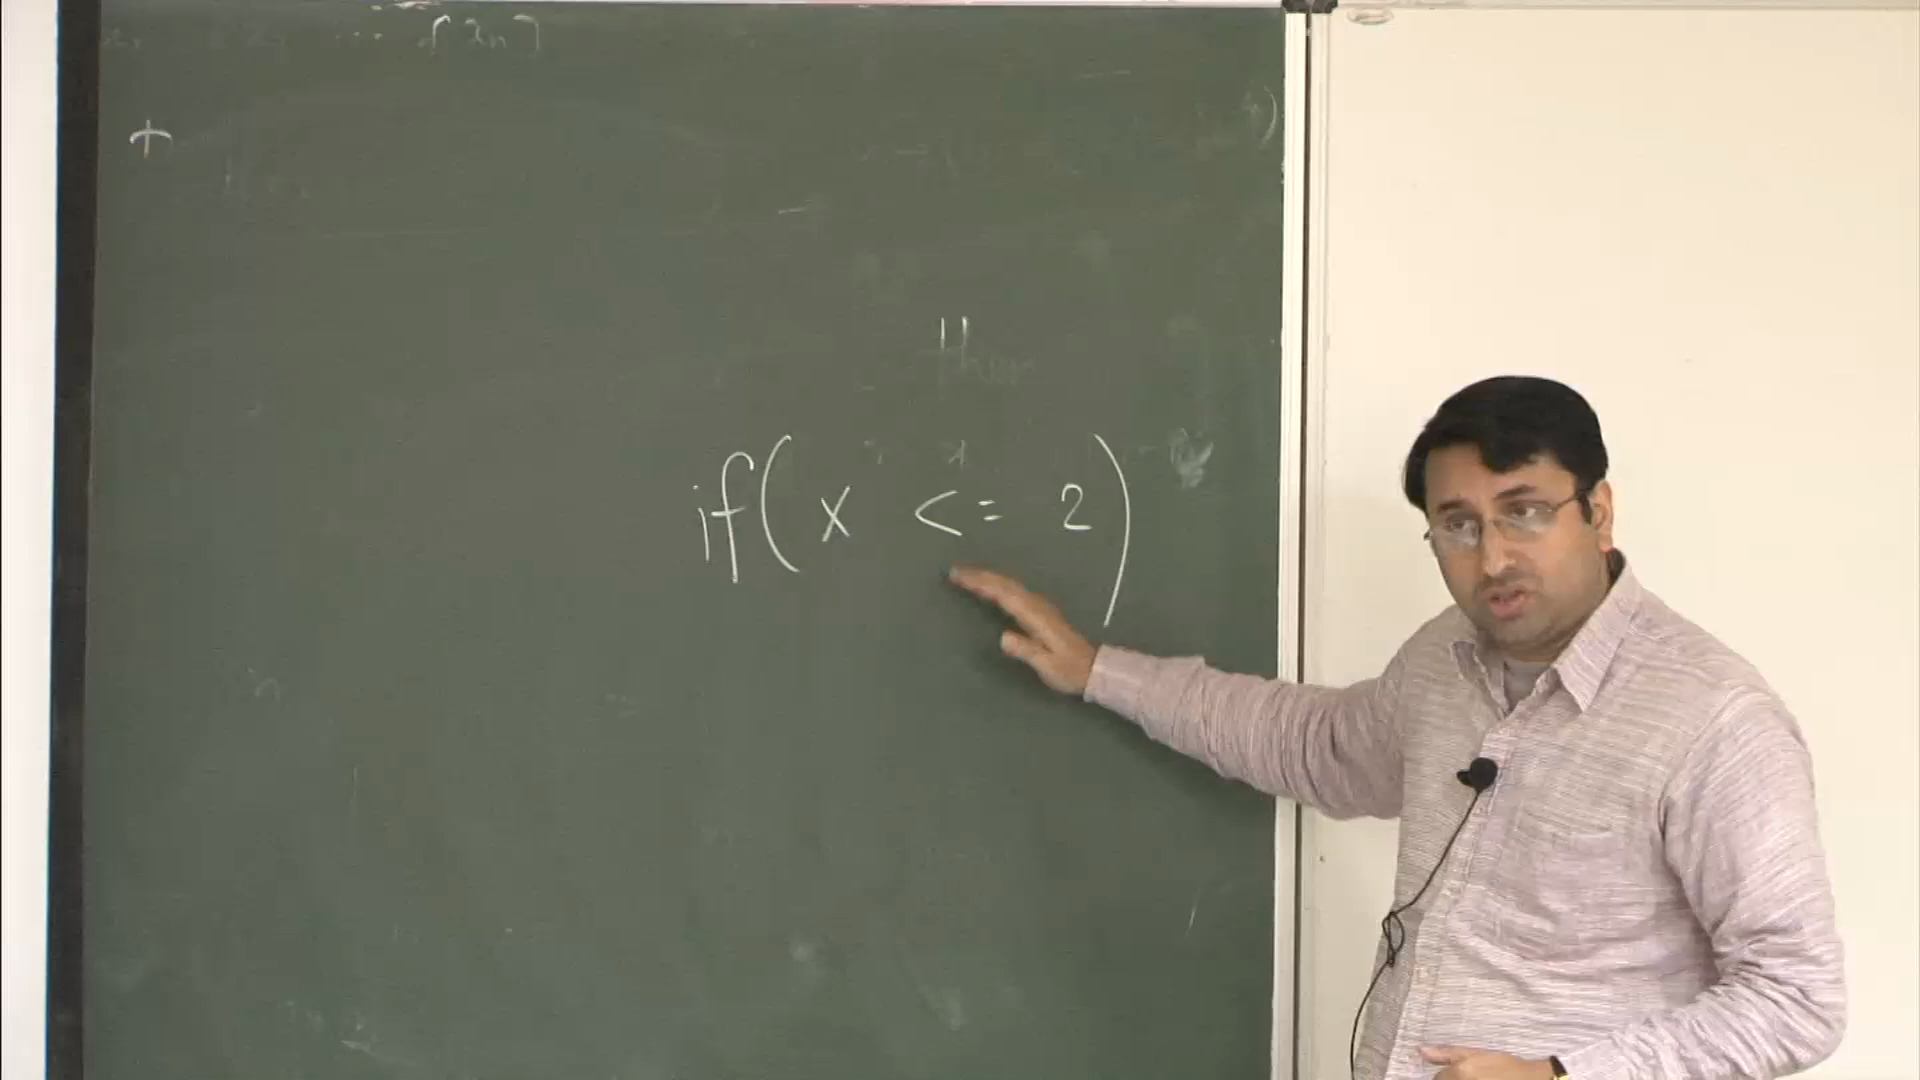 +
if( x <= 2 )